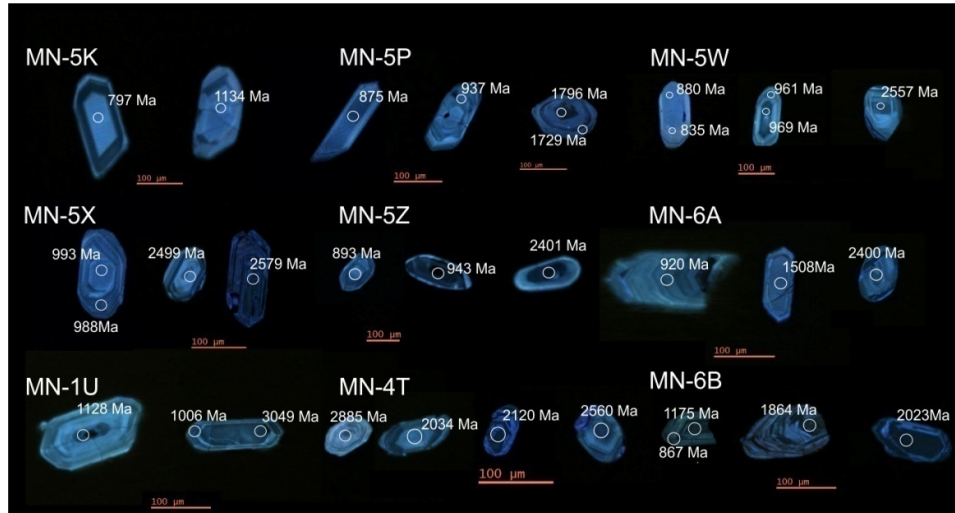 MN-5K
797 Ma
1134 Ma
100 µm
MN-5P
875 Ma
937 Ma
1796 Ma
1729 Ma
100 µm
100 µm
MN-5W
880 Ma
835 Ma
961 Ma
969 Ma
2557 Ma
100 µm
MN-5X
993 Ma
988Ma
2499 Ma
2579 Ma
100 µm
MN-5Z
893 Ma
943 Ma
2401 Ma
100 µm
MN-6A
920 Ma
1508Ma
2400 Ma
100 µm
MN-1U
1128 Ma
1006 Ma
3049 Ma
100 µm
MN-4T
2885 Ma
2034 Ma
2120 Ma
2560 Ma
100 µm
MN-6B
1175 Ma
867 Ma
1864 Ma
2023Ma
100 µm